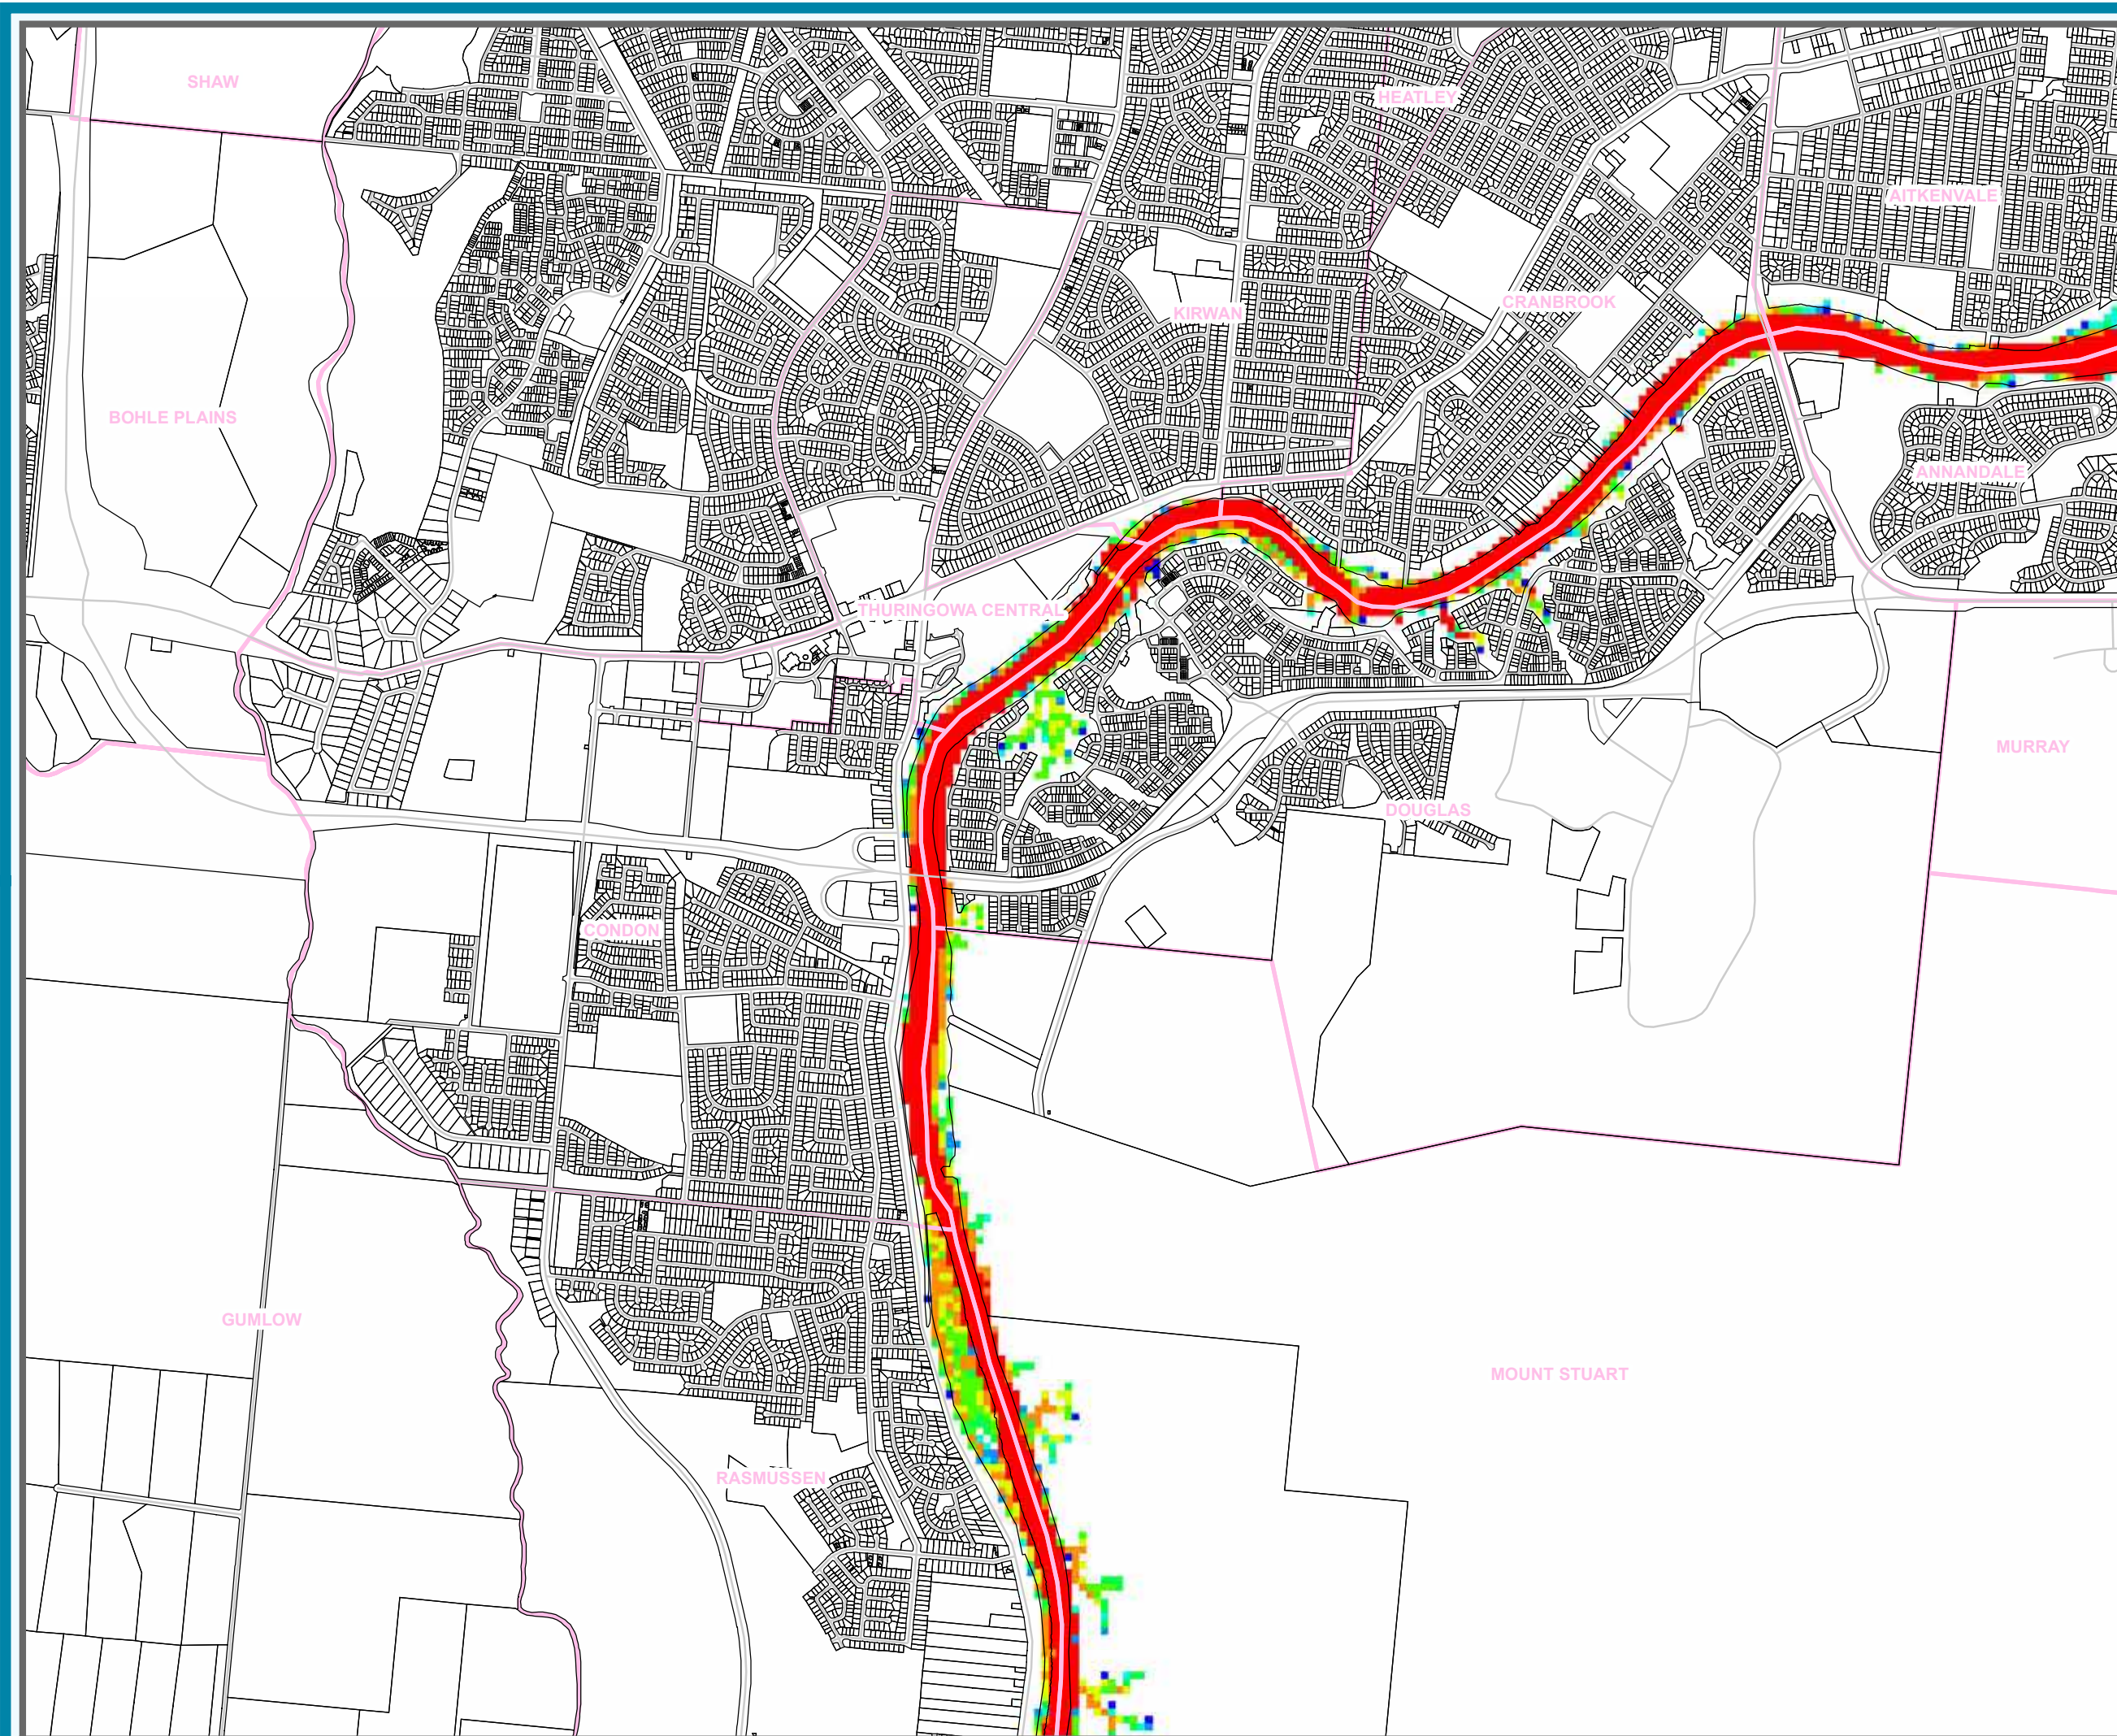 SHAW
HEATLEY
AITKENVALE
CRANBROOK
KIRWAN
BOHLE PLAINS
ANNANDALE
THURINGOWA CENTRAL
MURRAY
DOUGLAS
CONDON
GUMLOW
MOUNT STUART
RASMUSSEN